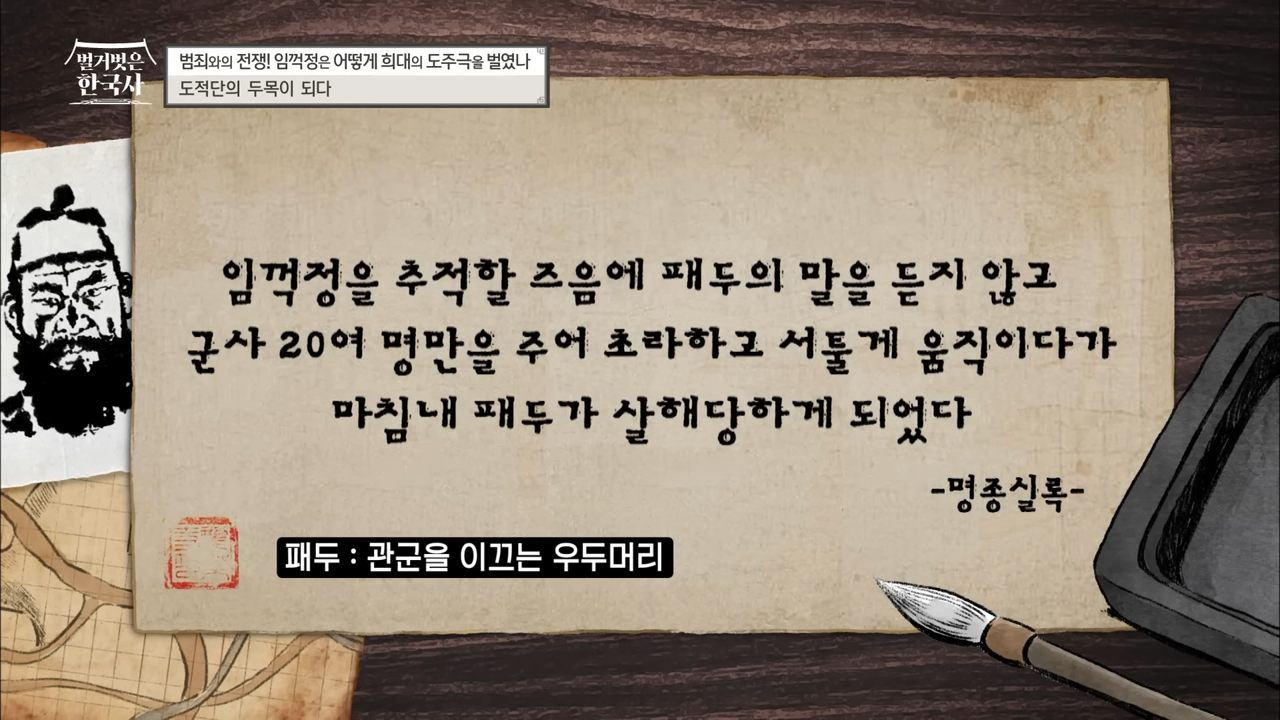 벌거벗은
한국사
범죄와의 전쟁! 임꺽정은 어떻게 희대의 도주극을 벌였나
도적단의 두목이 되다
임꺽정을 추적할 즈음에 패두의 말을 듣지 않고
군사 20여 명만을 주어 초라하고 서툴게 움직이다가
마침내 패두가 살해당하게 되었다
-명종실록-
패두 : 관군을 이끄는 우두머리